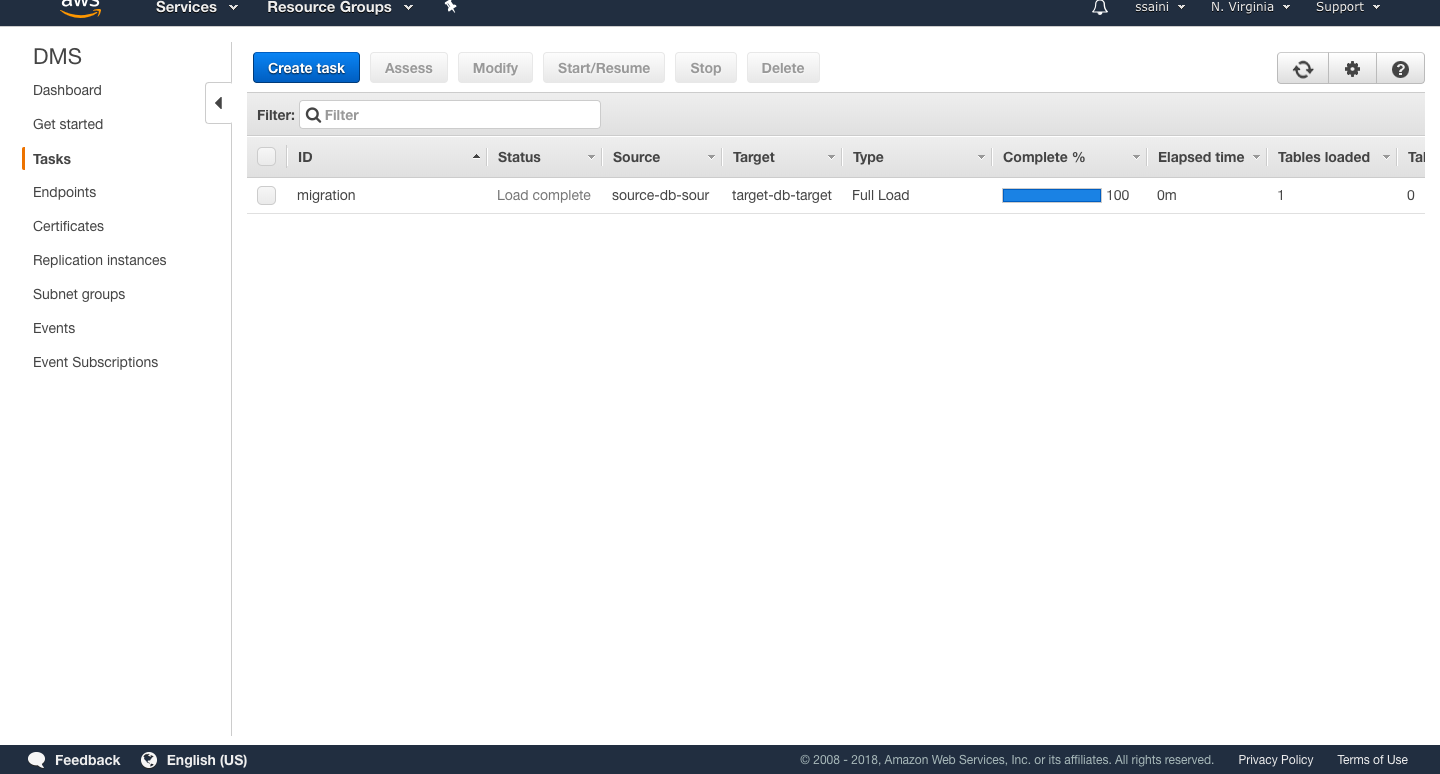 aws Services Resource Groups ssaini N. Virginia Support
DMS
Dashboard
Get started
Tasks
Endpoints
Certificates
Replication instances
Subnet groups
Events
Event Subscriptions
Create task Assess Modify Start/Resume Stop Delete
Filter: Filter
ID Status Source Target Type Complete % Elapsed time Tables loaded
migration Load complete source-db-sour target-db-target Full Load 100 0m 1 0
Feedback English (US) © 2008 - 2018, Amazon Web Services, Inc. or its affiliates. All rights reserved. Privacy Policy Terms of Use